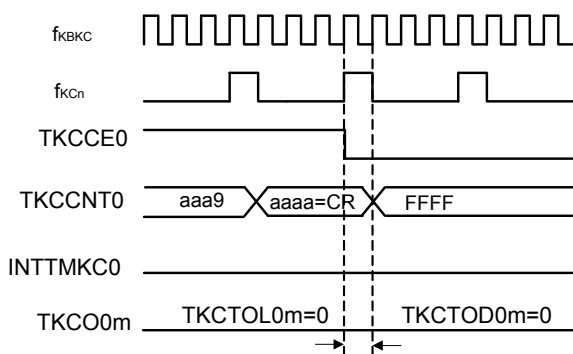 fKBKC
fKCn
TKCCE0
TKCCNT0 aaa9 aaaa=CR FFFF
INTTMKC0
TKCO0m TKCTOL0m=0 TKCTOD0m=0